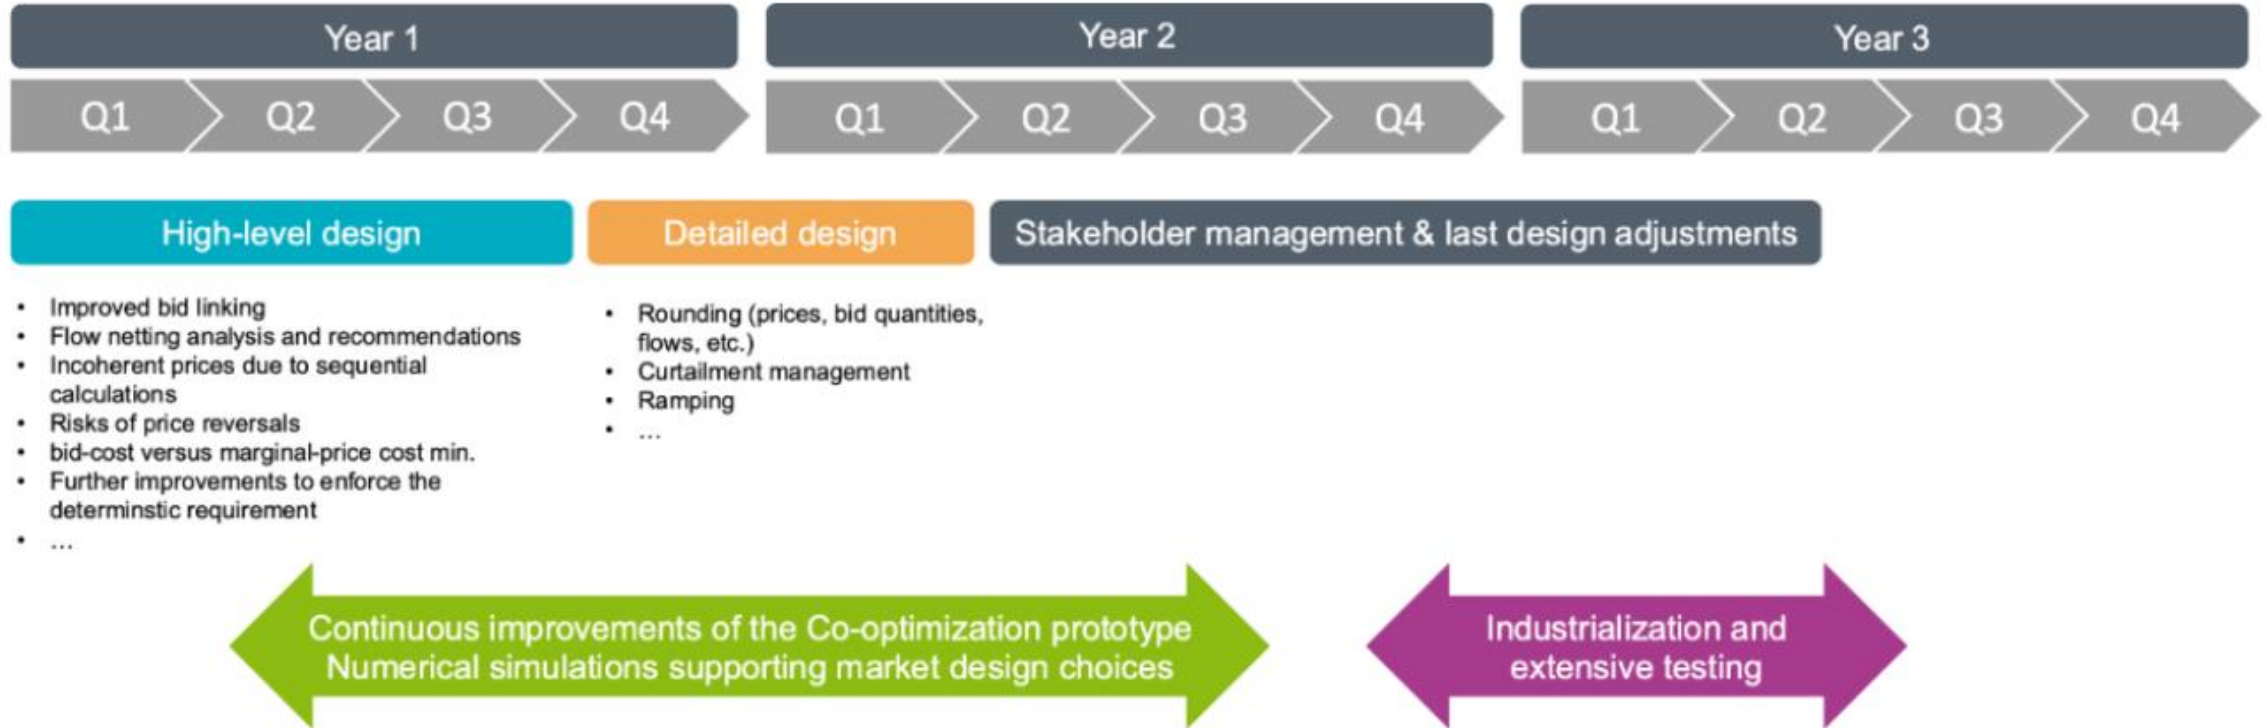 Year 1
Year 2
Year 3
Q1
Q2
Q3
Q4
Q1
Q2
Q3
Q4
Q1
Q2
Q3
Q4
High-level design
Detailed design
Stakeholder management & last design adjustments
• Improved bid linking
• Flow netting analysis and recommendations
• Incoherent prices due to sequential
calculations
• Risks of price reversals
• bid-cost versus marginal-price cost min.
• Further improvements to enforce the
determinstic requirement
• ...
• Rounding (prices, bid quantities,
flows, etc.)
• Curtailment management
• Ramping
• ...
Continuous improvements of the Co-optimization prototype
Numerical simulations supporting market design choices
Industrialization and
extensive testing